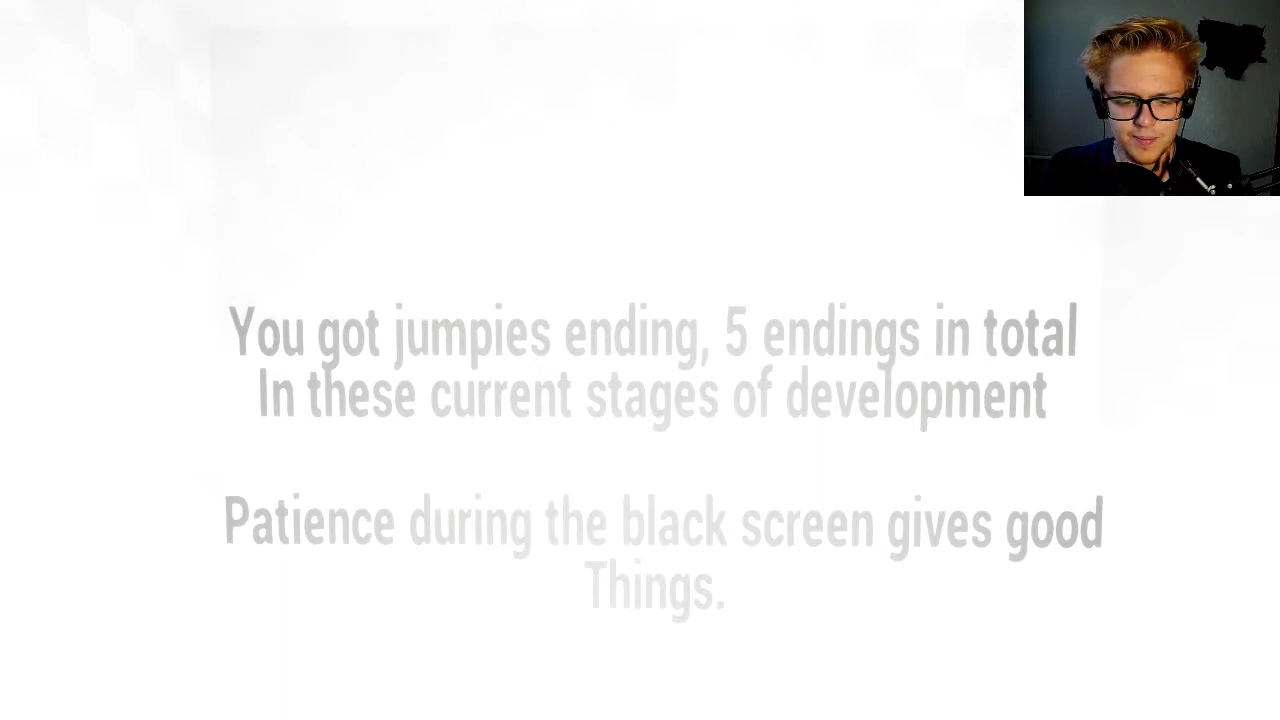 You got jumpies ending, 5 endings in total
In these current stages of development
Patience during the black screen gives good
Things.